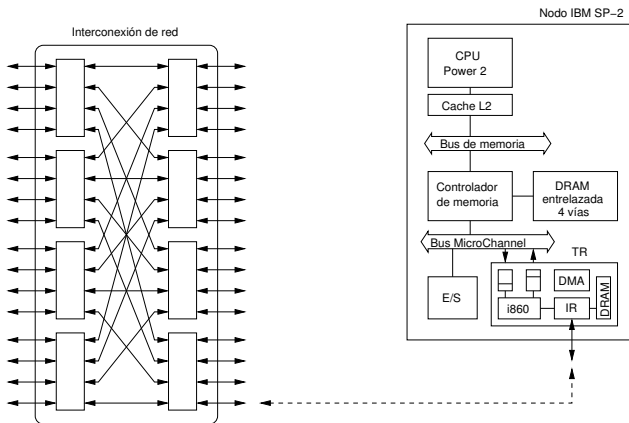 Interconexión de red
Nodo IBM SP−2
CPU
Power 2
Cache L2
Bus de memoria
Controlador
de memoria
DRAM
entrelazada
4 vías
Bus MicroChannel
TR
E/S
DMA
i860
IR
DRAM